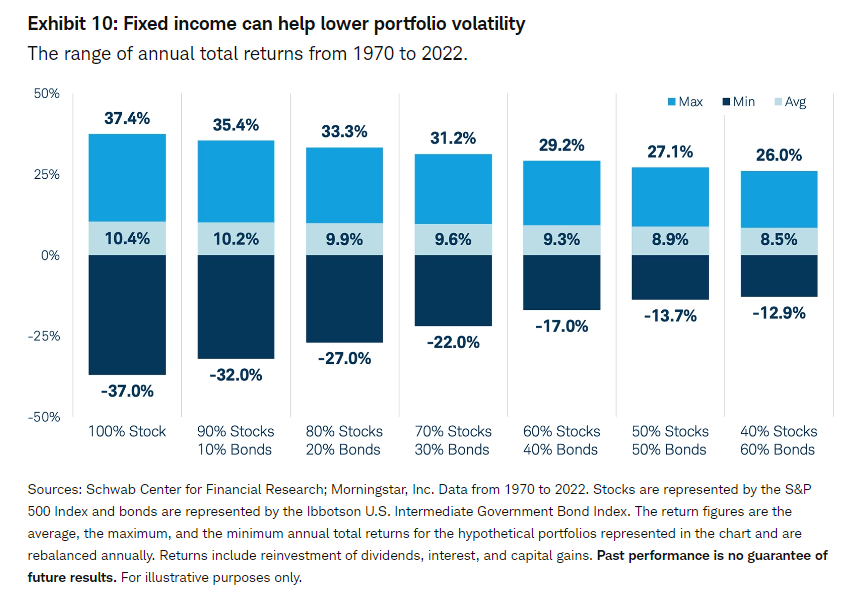 Exhibit 10: Fixed income can help lower portfolio volatility
The range of annual total returns from 1970 to 2022.
50%
25%
0%
-25%
-50%
Max Min Avg
37.4%
35.4%
33.3%
31.2%
29.2%
27.1%
26.0%
10.4%
10.2%
9.9%
9.6%
9.3%
8.9%
8.5%
-37.0%
-32.0%
-27.0%
-22.0%
-17.0%
-13.7%
-12.9%
100% Stock
90% Stocks
10% Bonds
80% Stocks
20% Bonds
70% Stocks
30% Bonds
60% Stocks
40% Bonds
50% Stocks
50% Bonds
40% Stocks
60% Bonds
Sources: Schwab Center for Financial Research; Morningstar, Inc. Data from 1970 to 2022. Stocks are represented by the S&P
500 Index and bonds are represented by the Ibbotson U.S. Intermediate Government Bond Index. The return figures are the
average, the maximum, and the minimum annual total returns for the hypothetical portfolios represented in the chart and are
rebalanced annually. Returns include reinvestment of dividends, interest, and capital gains. Past performance is no guarantee of
future results. For illustrative purposes only.